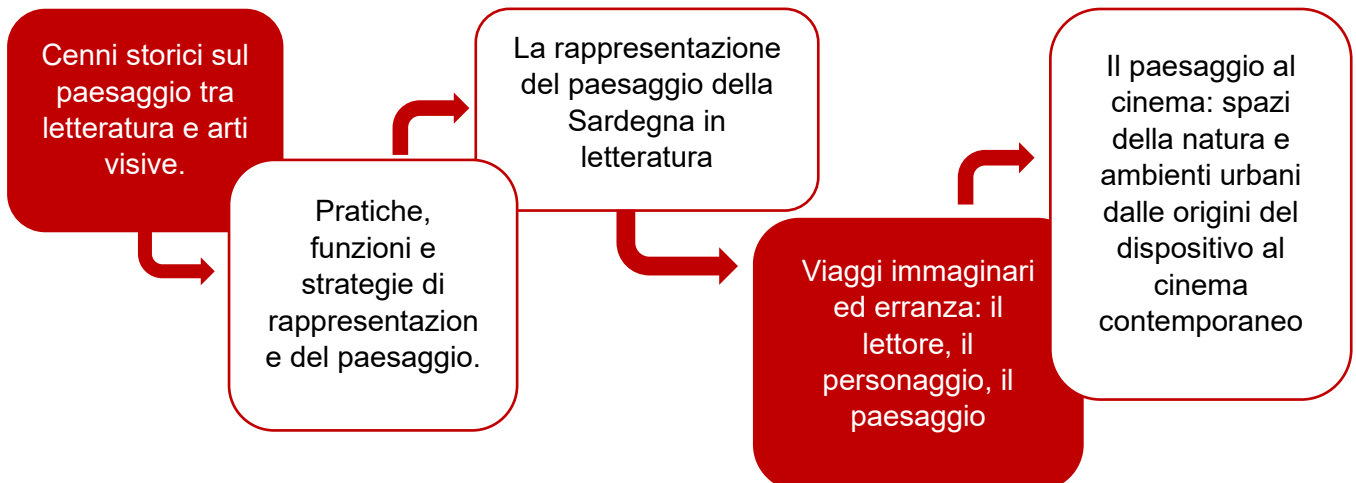 Cenni storici sul
paesaggio tra
letteratura e arti
visive.
Pratiche,
funzioni e
strategie di
rappresentazion
e del paesaggio.
La rappresentazione
del paesaggio della
Sardegna in
letteratura
Viaggi immaginari
ed erranza: il
lettore, il
personaggio, il
paesaggio
Il paesaggio al
cinema: spazi
della natura e
ambienti urbani
dalle origini del
dispositivo al
cinema
contemporaneo